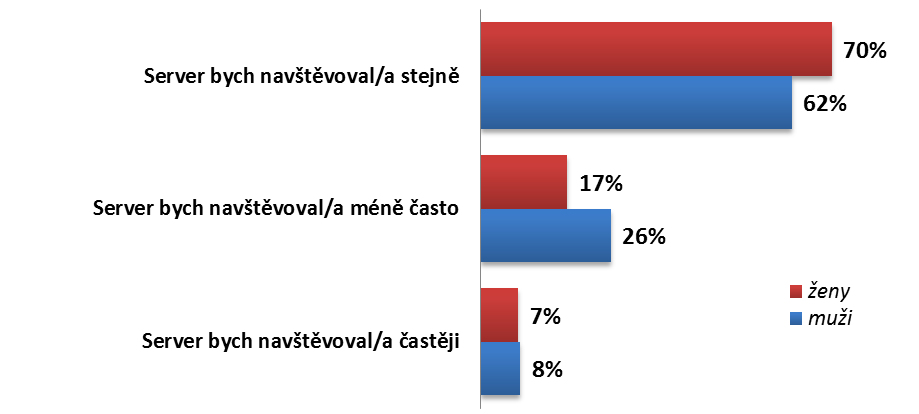 70%
Server bych navštěvoval/a stejně
62%
17%
Server bych navštěvoval/a méně často
26%
ženy
muži
7%
Server bych navštěvoval/a častěji
8%